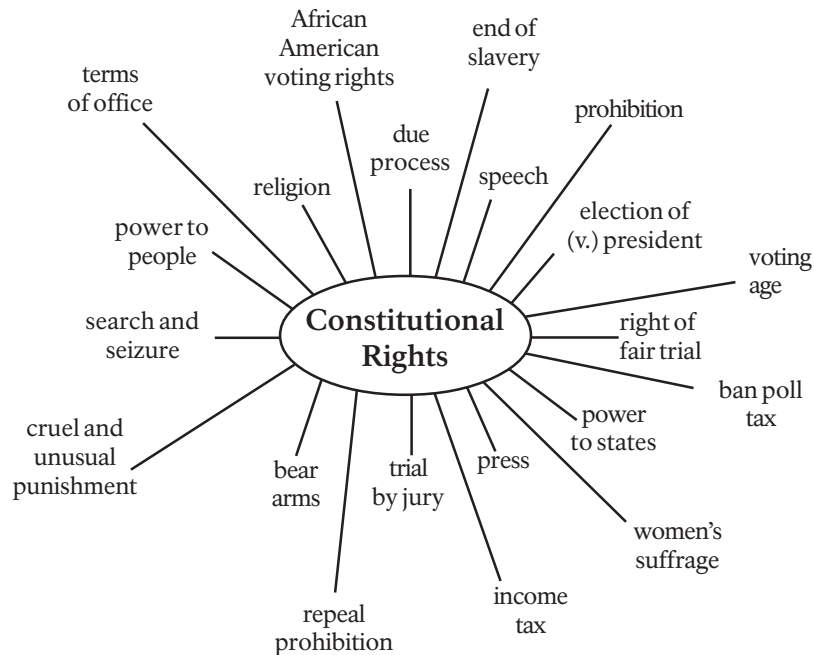 African
American
voting rights
end of
slavery
terms
of office
prohibition
due
process
religion
speech
election of
(v.) president
power to
people
voting
age
search and
seizure
Constitutional
Rights
right of
fair trial
ban poll
tax
power
to states
cruel and
unusual
punishment
bear
arms
trial
by jury
press
women's
suffrage
repeal
prohibition
income
tax